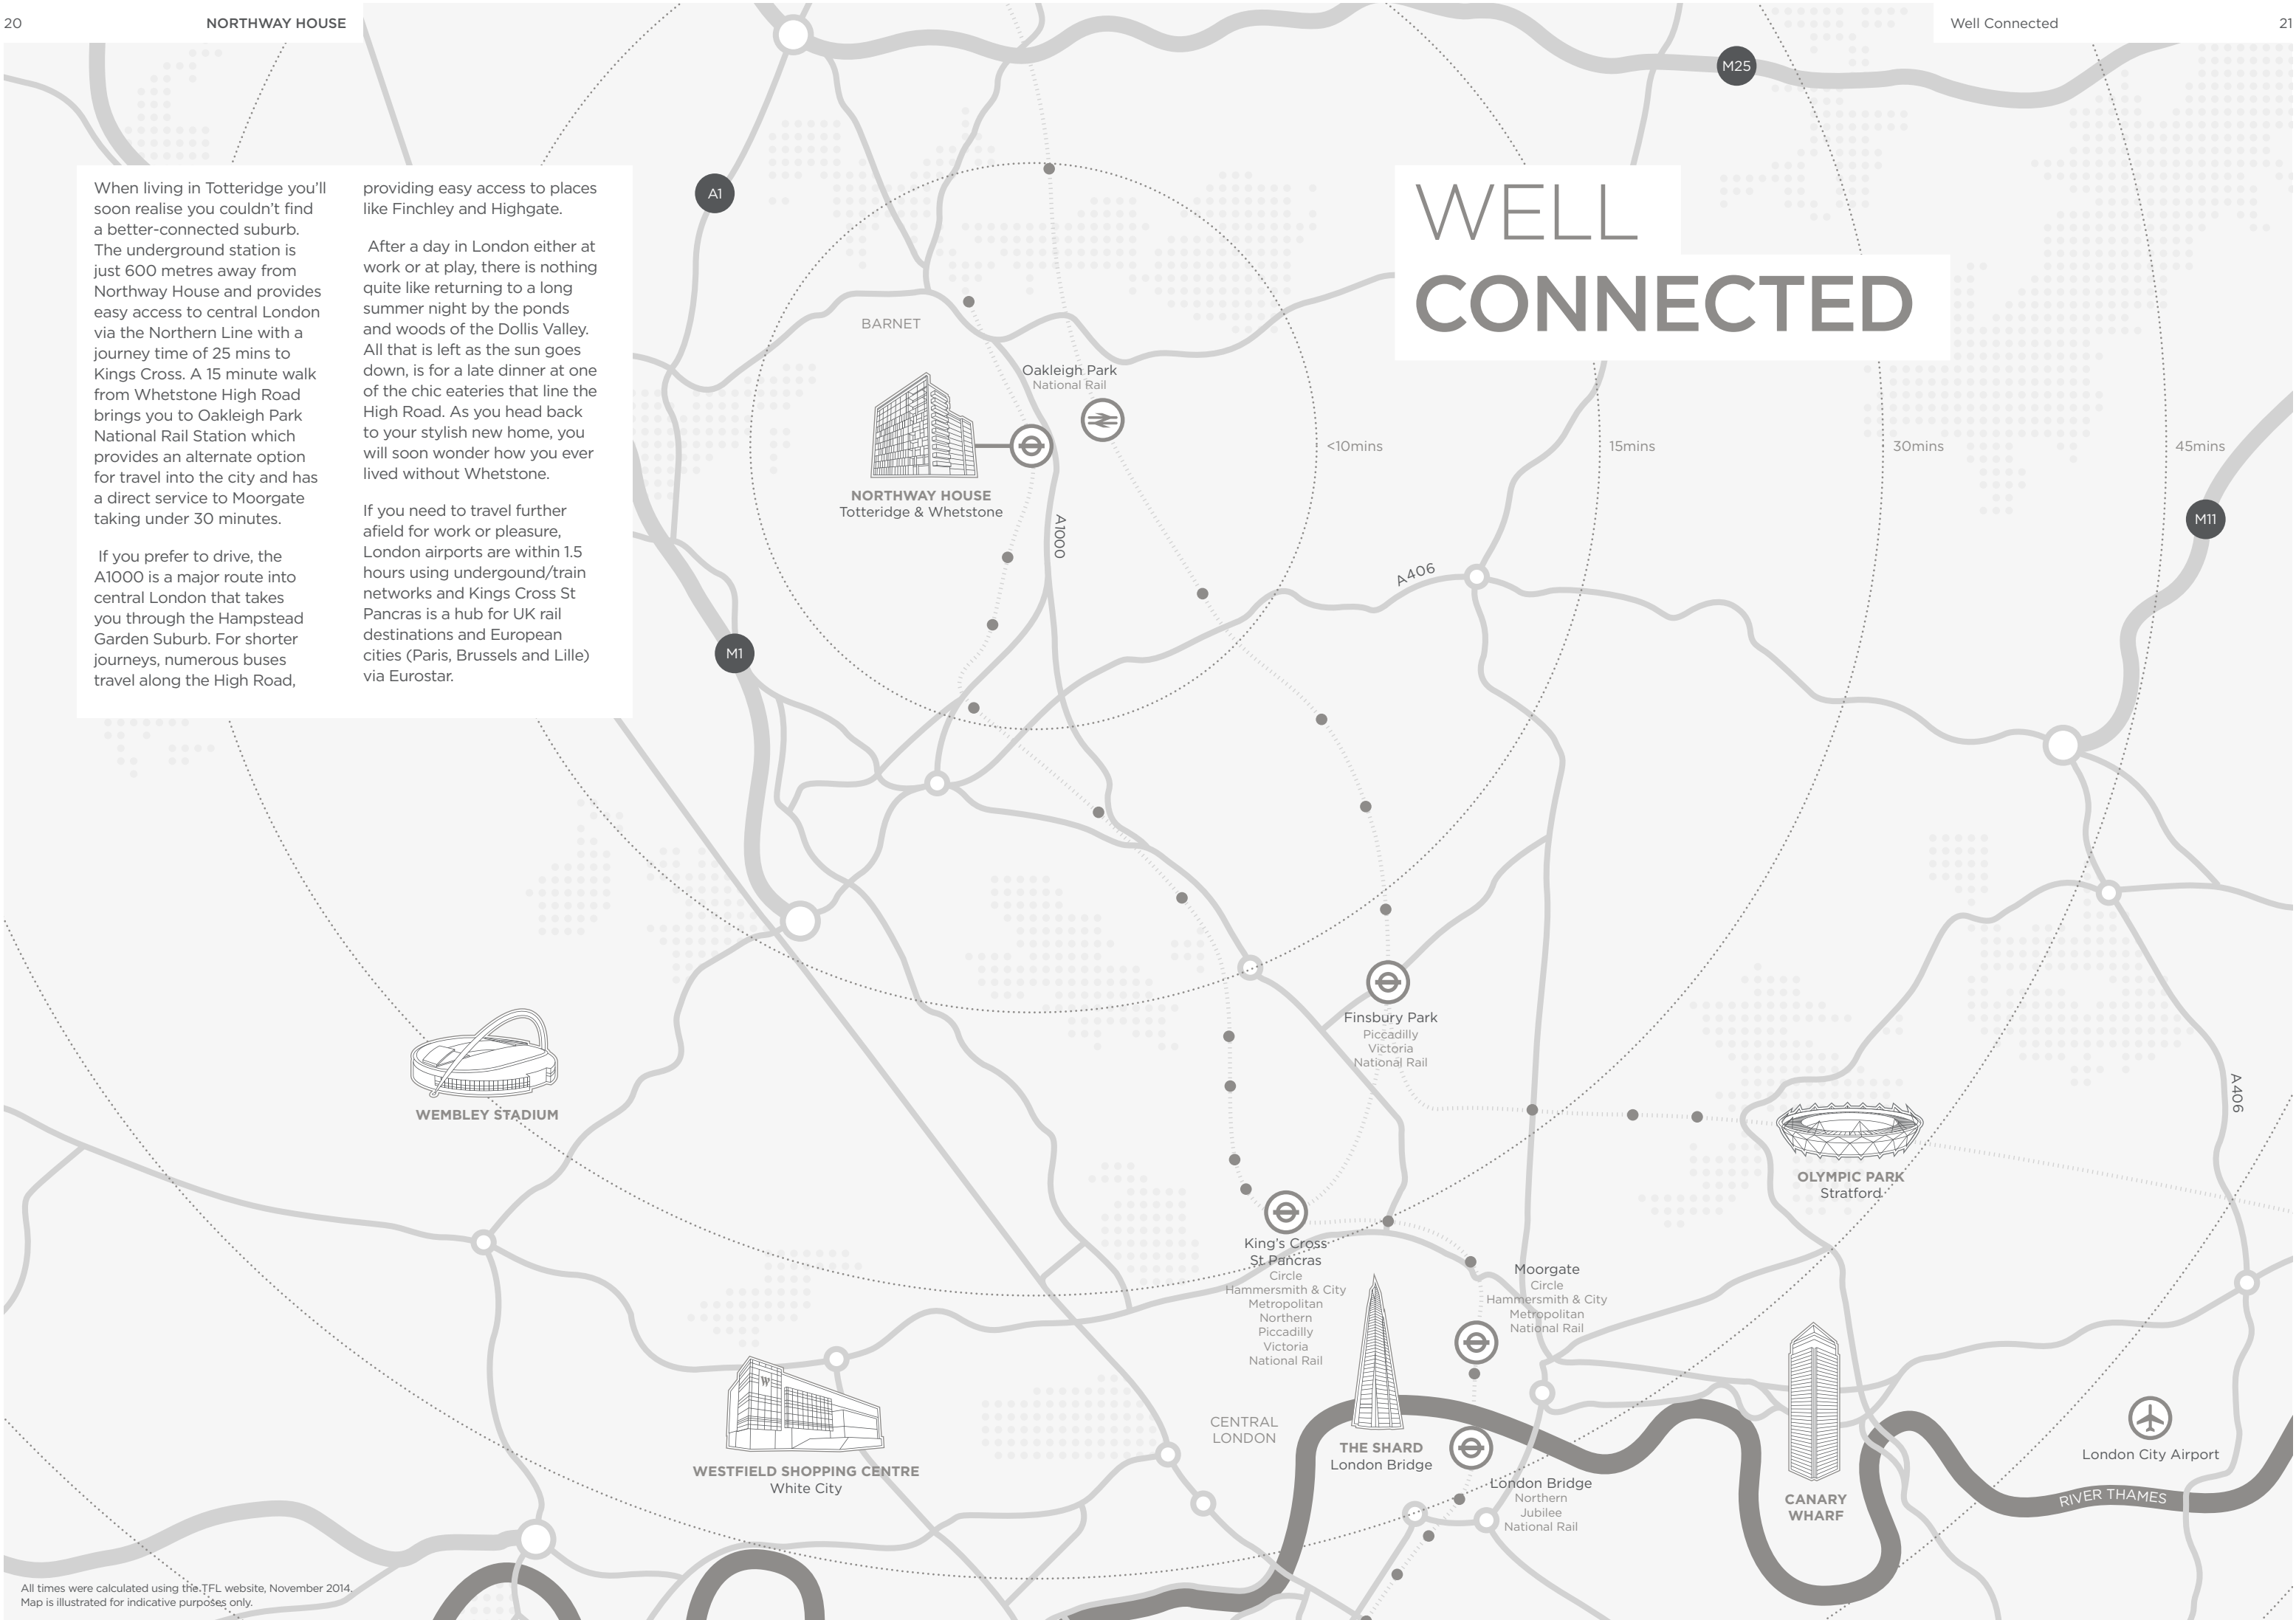 20
NORTHWAY HOUSE
Well Connected
21
When living in Totteridge you'll
soon realise you couldn't find
a better-connected suburb.
The underground station is
just 600 metres away from
Northway House and provides
easy access to central London
via the Northern Line with a
journey time of 25 mins to
Kings Cross. A 15 minute walk
from Whetstone High Road
brings you to Oakleigh Park
National Rail Station which
provides an alternate option
for travel into the city and has
a direct service to Moorgate
taking under 30 minutes.
If you prefer to drive, the
A1000 is a major route into
central London that takes
you through the Hampstead
Garden Suburb. For shorter
journeys, numerous buses
travel along the High Road,
providing easy access to places
like Finchley and Highgate.
After a day in London either at
work or at play, there is nothing
quite like returning to a long
summer night by the ponds
and woods of the Dollis Valley.
All that is left as the sun goes
down, is for a late dinner at one
of the chic eateries that line the
High Road. As you head back
to your stylish new home, you
will soon wonder how you ever
lived without Whetstone.
If you need to travel further
afield for work or pleasure,
London airports are within 1.5
hours using undergound/train
networks and Kings Cross St
Pancras is a hub for UK rail
destinations and European
cities (Paris, Brussels and Lille)
via Eurostar.
WELL
CONNECTED
M25
A1
BARNET
Oakleigh Park
National Rail
NORTHWAY HOUSE
Totteridge & Whetstone
A1000
<10mins
15mins
30mins
45mins
M11
A406
M1
Finsbury Park
Piccadilly
Victoria
National Rail
WEMBLEY STADIUM
A406
OLYMPIC PARK
Stratford
King's Cross
St Pancras
Circle
Hammersmith & City
Metropolitan
Northern
Piccadilly
Victoria
National Rail
Moorgate
Circle
Hammersmith & City
Metropolitan
National Rail
W
WESTFIELD SHOPPING CENTRE
White City
CENTRAL
LONDON
THE SHARD
London Bridge
London Bridge
Northern
Jubilee
National Rail
CANARY
WHARF
London City Airport
RIVER THAMES
All times were calculated using the TFL website, November 2014.
Map is illustrated for indicative purposes only.